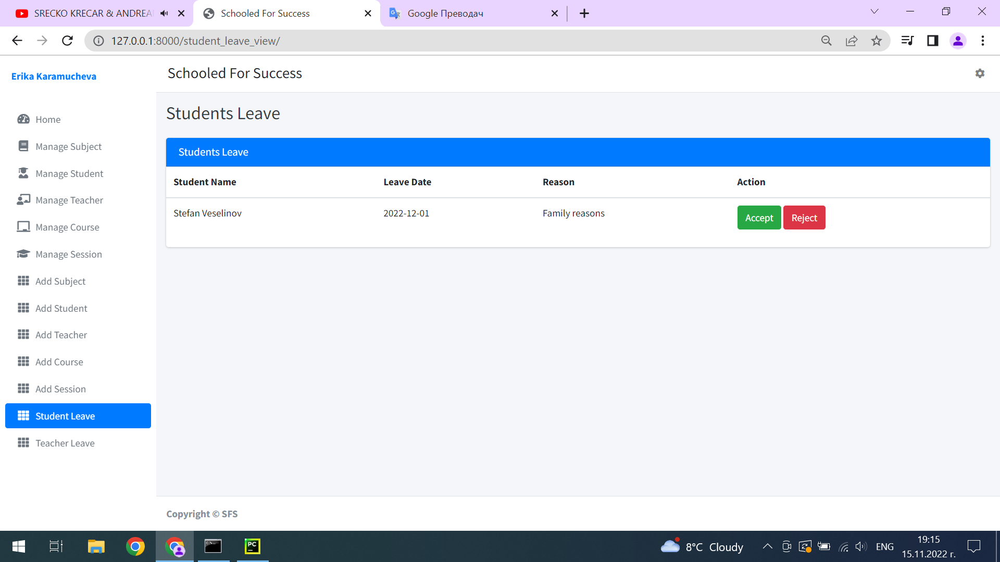 SRECKO KRECAR & ANDREA
Schooled For Success
Google Преводач
127.0.0.1:8000/student_leave_view/
Erika Karamucheva
Schooled For Success
Home
Manage Subject
Manage Student
Manage Teacher
Manage Course
Manage Session
Add Subject
Add Student
Add Teacher
Add Course
Add Session
Student Leave
Teacher Leave
Students Leave
Students Leave
Student Name Leave Date Reason Action
Stefan Veselinov 2022-12-01 Family reasons Accept Reject
Copyright © SFS
PC
8°C Cloudy
ENG
19:15
15.11.2022 г.